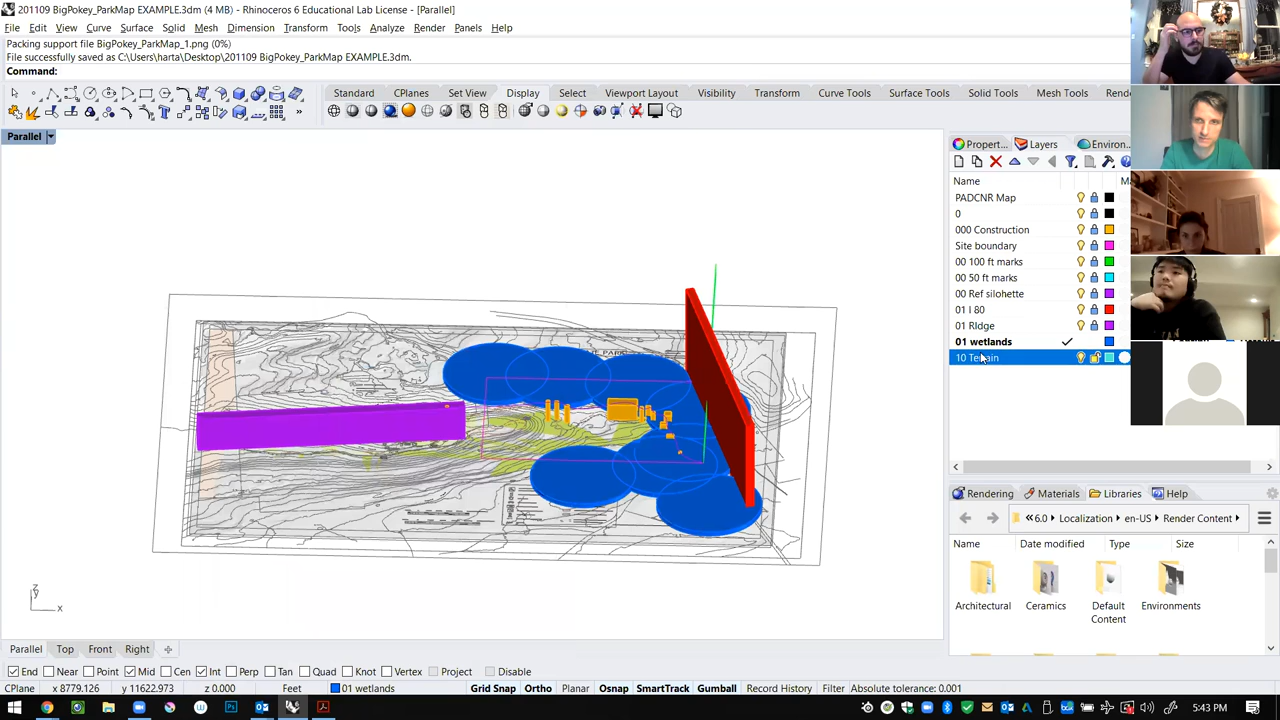 201109 BigPokey_ParkMap EXAMPLE.3dm (4 MB) - Rhinoceros 6 Educational Lab License - [Parallel]
File Edit View Curve Surface Solid Mesh Dimension Transform Tools Analyze Render Panels Help
Packing support file BigPokey_ParkMap_1.png (0%)
File successfully saved as C:\Users\harta\Desktop\201109 BigPokey_ParkMap EXAMPLE.3dm.
Command:
Standard CPlanes Set View Display Select Viewport Layout Visibility Transform Curve Tools Surface Tools Solid Tools Mesh Tools
Parallel
Propert... Layers Environ...
Name
PADCNR Map
0
000 Construction
Site boundary
00 100 ft marks
00 50 ft marks
00 Ref silohette
01 I 80
01 RIdge
01 wetlands
10 Terrain
Rendering Materials Libraries Help
6.0 Localization en-US Render Content
Name Date modified Type Size
Architectural Ceramics Default Content Environments
z
y
x
Parallel Top Front Right
End Near Point Mid Cen Int Perp Tan Quad Knot Vertex Project Disable
CPlane x 8779.126 y 11622.973 z 0.000 Feet 01 wetlands Grid Snap Ortho Planar Osnap SmartTrack Gumball Record History Filter Absolute tolerance: 0.001
5:43 PM